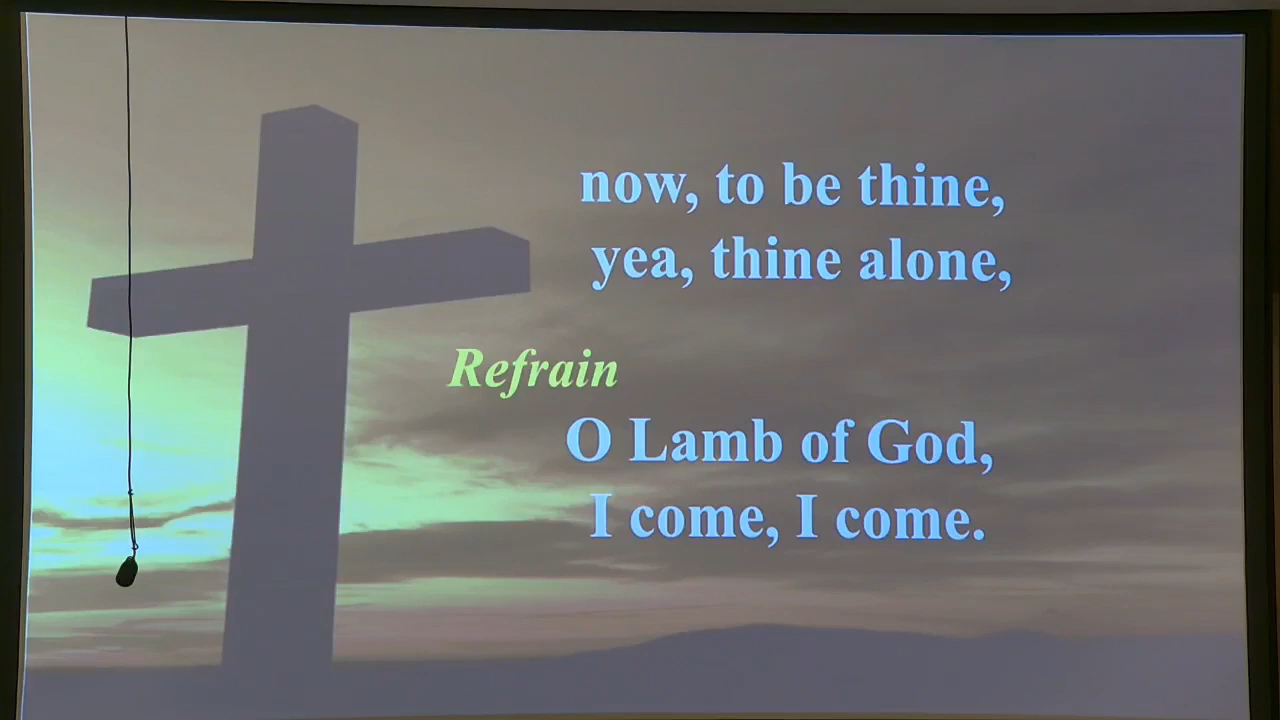 now, to be thine,
yea, thine alone,
Refrain
O Lamb of God,
I come, I come.